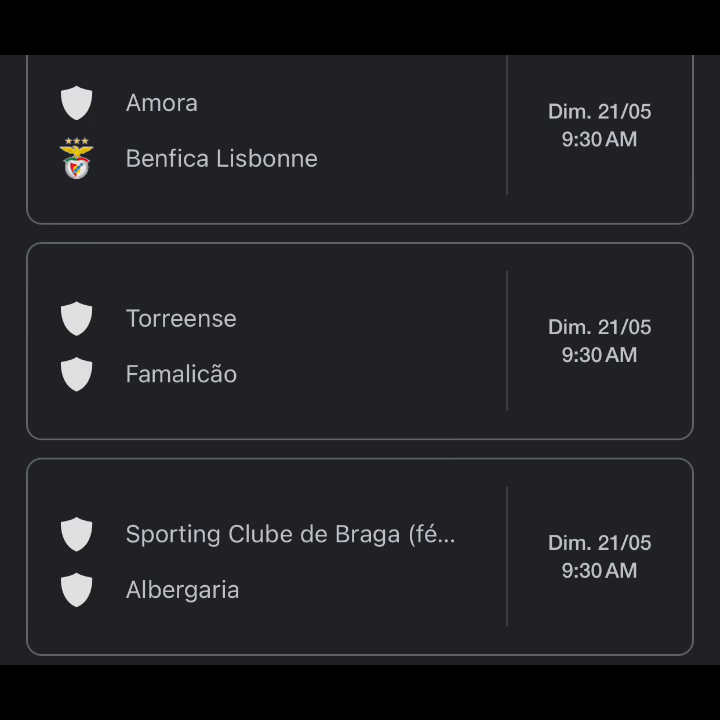 Amora
Benfica Lisbonne
Dim. 21/05
9:30 AM
Torreense
Famalicão
Dim. 21/05
9:30 AM
Sporting Clube de Braga (fé...
Albergaria
Dim. 21/05
9:30 AM